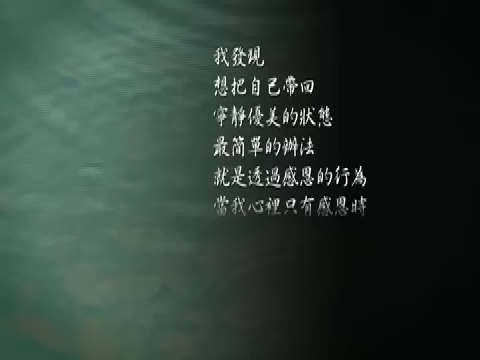 我發現
想把自己帶回
寧靜優美的狀態
最簡單的辦法
就是透過感恩的行為
當我心裡只有感恩時